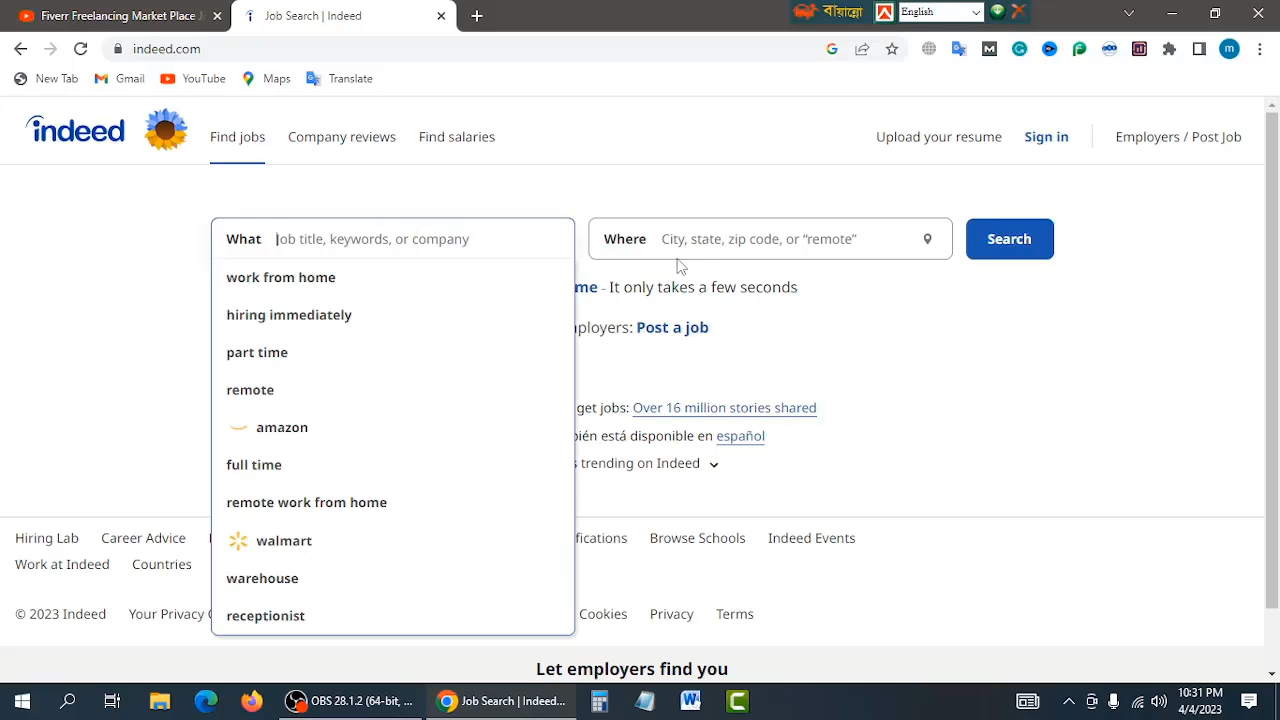 Fiverr Freelancer Data Market Res
Job Search | Indeed
বায়ান্নো
English
indeed.com
New Tab
Gmail
YouTube
Maps
Translate
indeed
Find jobs
Company reviews
Find salaries
Upload your resume
Sign in
Employers / Post Job
What
Job title, keywords, or company
Where
City, state, zip code, or “remote”
Search
work from home
me - It only takes a few seconds
hiring immediately
mployers: Post a job
part time
remote
get jobs: Over 16 million stories shared
amazon
bién está disponible en español
full time
s trending on Indeed
remote work from home
Hiring Lab
Career Advice
fications
Browse Schools
Indeed Events
walmart
Work at Indeed
Countries
warehouse
© 2023 Indeed
Your Privacy C
receptionist
Cookies
Privacy
Terms
Let employers find you
OBS 28.1.2 (64-bit, ...
Job Search | Indeed...
10:31 PM
4/4/2023